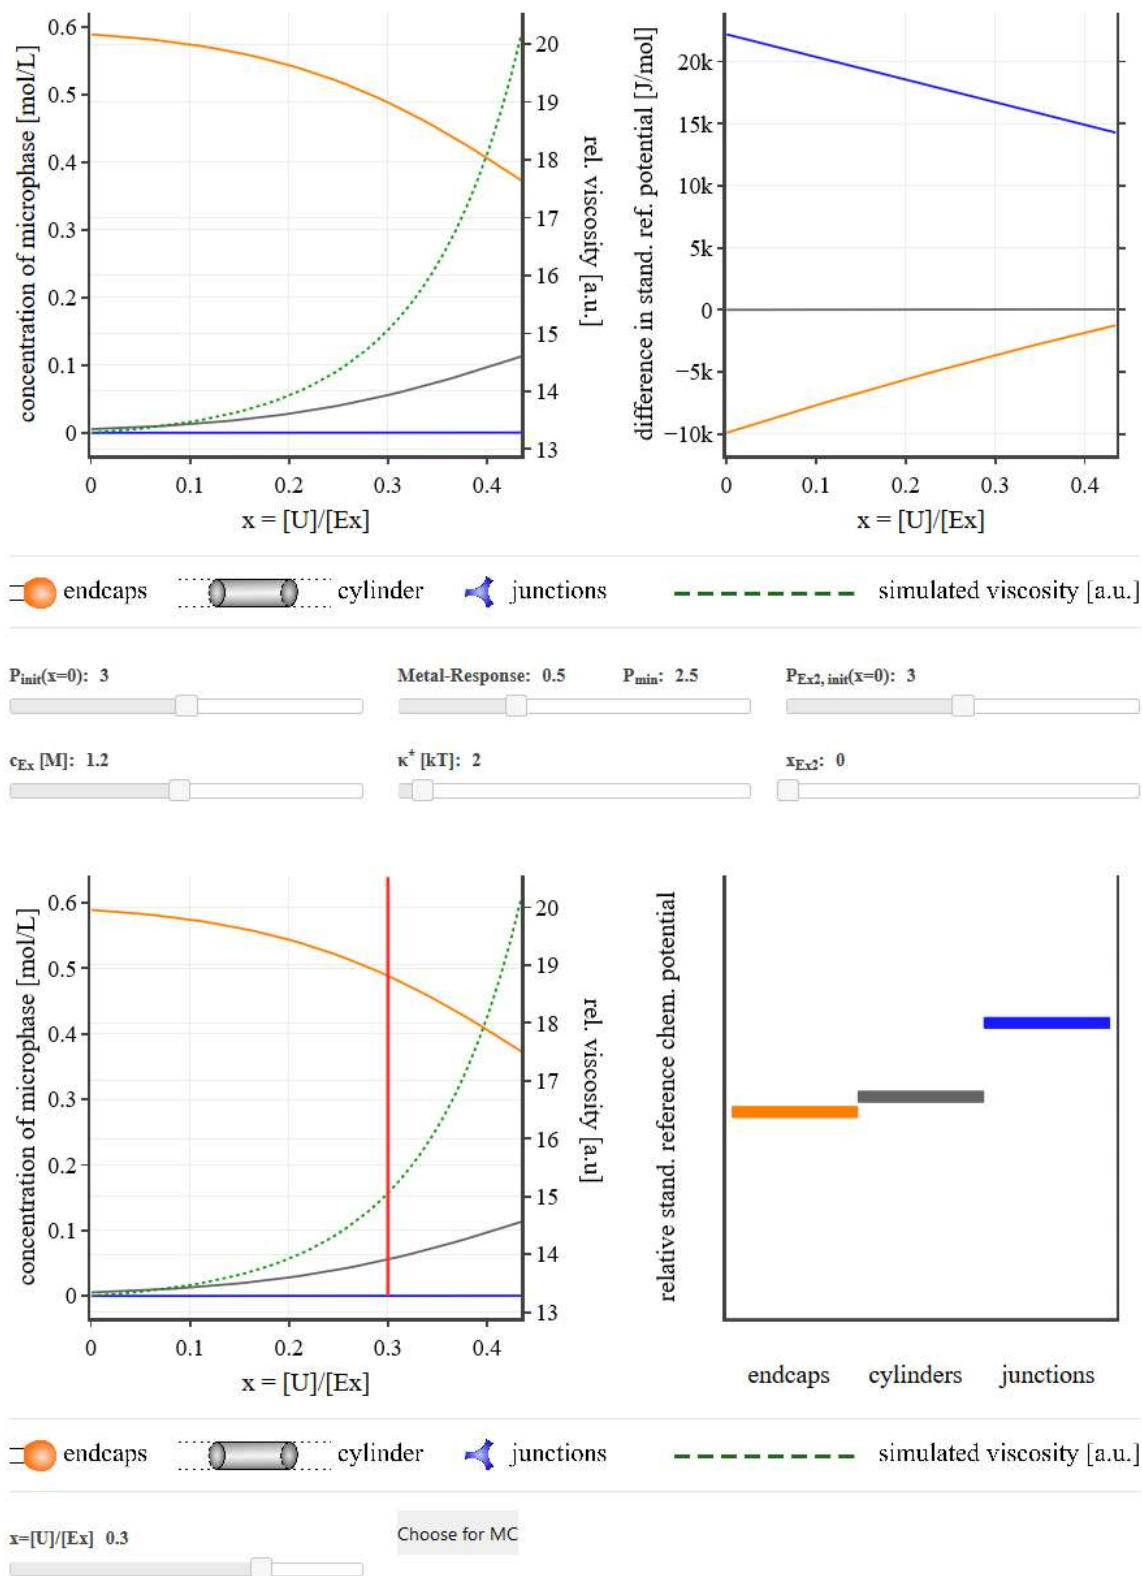 concentration of microphase [mol/L]
0.6
0.5
0.4
0.3
0.2
0.1
0
20
19
18
17
16
15
14
13
rel. viscosity [a.u.]
0 0.1 0.2 0.3 0.4
x = [U]/[Ex]
difference in stand. ref. potential [J/mol]
20k
15k
10k
5k
0
−5k
−10k
0 0.1 0.2 0.3 0.4
x = [U]/[Ex]
endcaps cylinder junctions simulated viscosity [a.u.]
P_init(x=0): 3 Metal-Response: 0.5 P_min: 2.5 P_Ex2, init(x=0): 3
c_Ex [M]: 1.2 κ* [kT]: 2 x_Ex2: 0
concentration of microphase [mol/L]
0.6
0.5
0.4
0.3
0.2
0.1
0
20
19
18
17
16
15
14
13
rel. viscosity [a.u]
0 0.1 0.2 0.3 0.4
x = [U]/[Ex]
relative stand. reference chem. potential
endcaps cylinders junctions
endcaps cylinder junctions simulated viscosity [a.u.]
x=[U]/[Ex] 0.3
Choose for MC